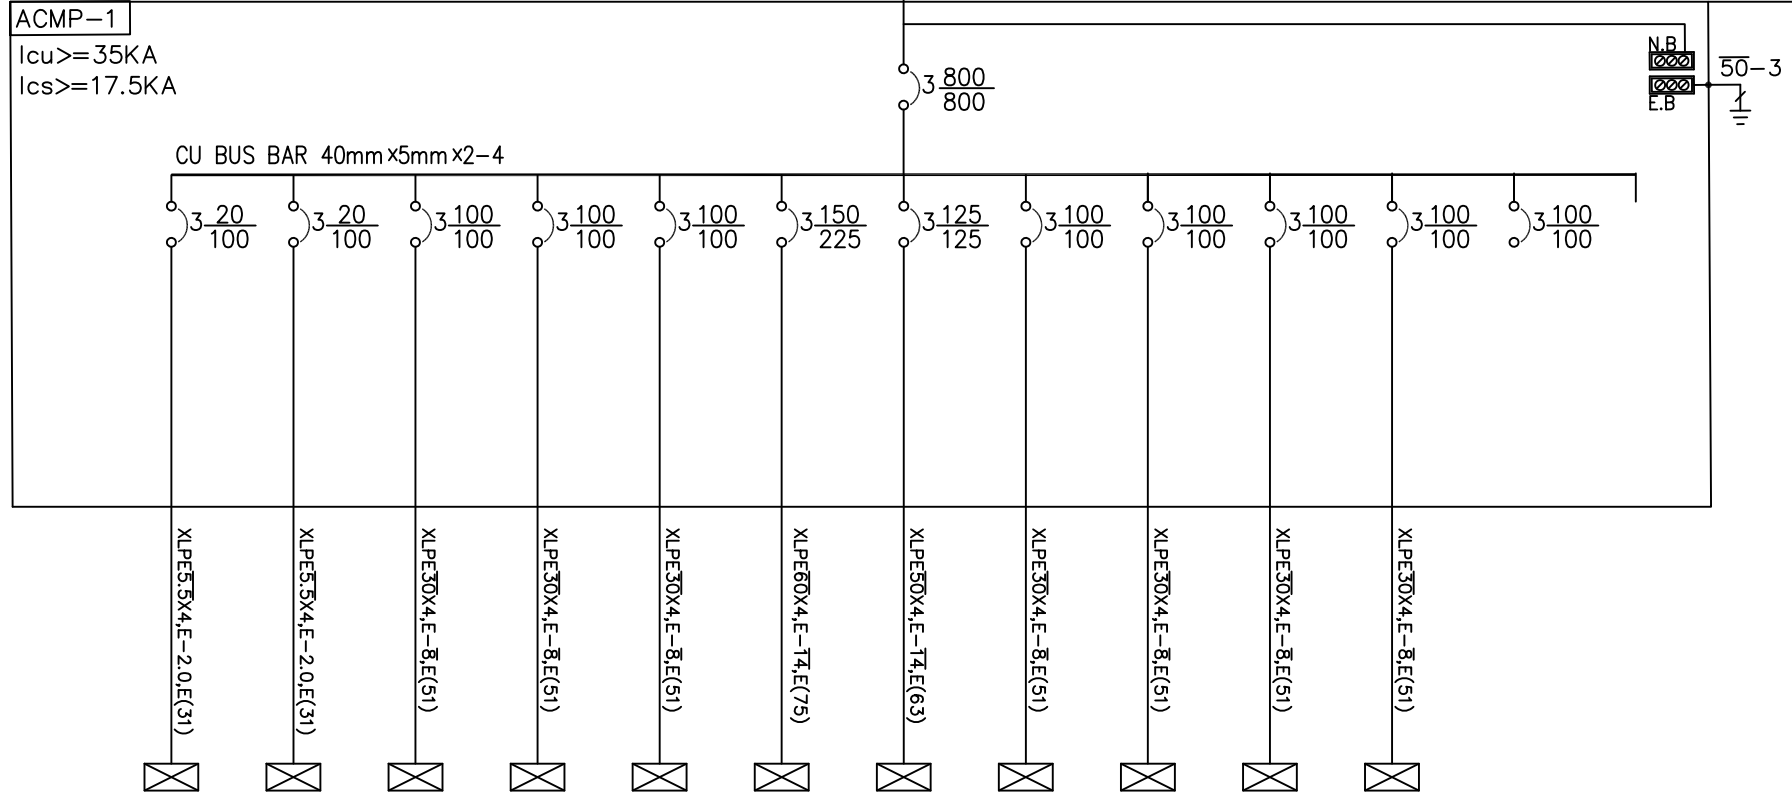 ACMP-1
Icu>=35KA
Ics>=17.5KA
3 800
800
N.B
50-3
E.B
CU BUS BAR 40mm×5mm×2-4
3 20
100
3 20
100
3 100
100
3 100
100
3 100
100
3 150
225
3 125
125
3 100
100
3 100
100
3 100
100
3 100
100
3 100
100
XLPE5.5X4,E-2.0,E(31)
XLPE5.5X4,E-2.0,E(31)
XLPE30X4,E-8,E(51)
XLPE30X4,E-8,E(51)
XLPE30X4,E-8,E(51)
XLPE60X4,E-14,E(75)
XLPE50X4,E-14,E(63)
XLPE30X4,E-8,E(51)
XLPE30X4,E-8,E(51)
XLPE30X4,E-8,E(51)
XLPE30X4,E-8,E(51)